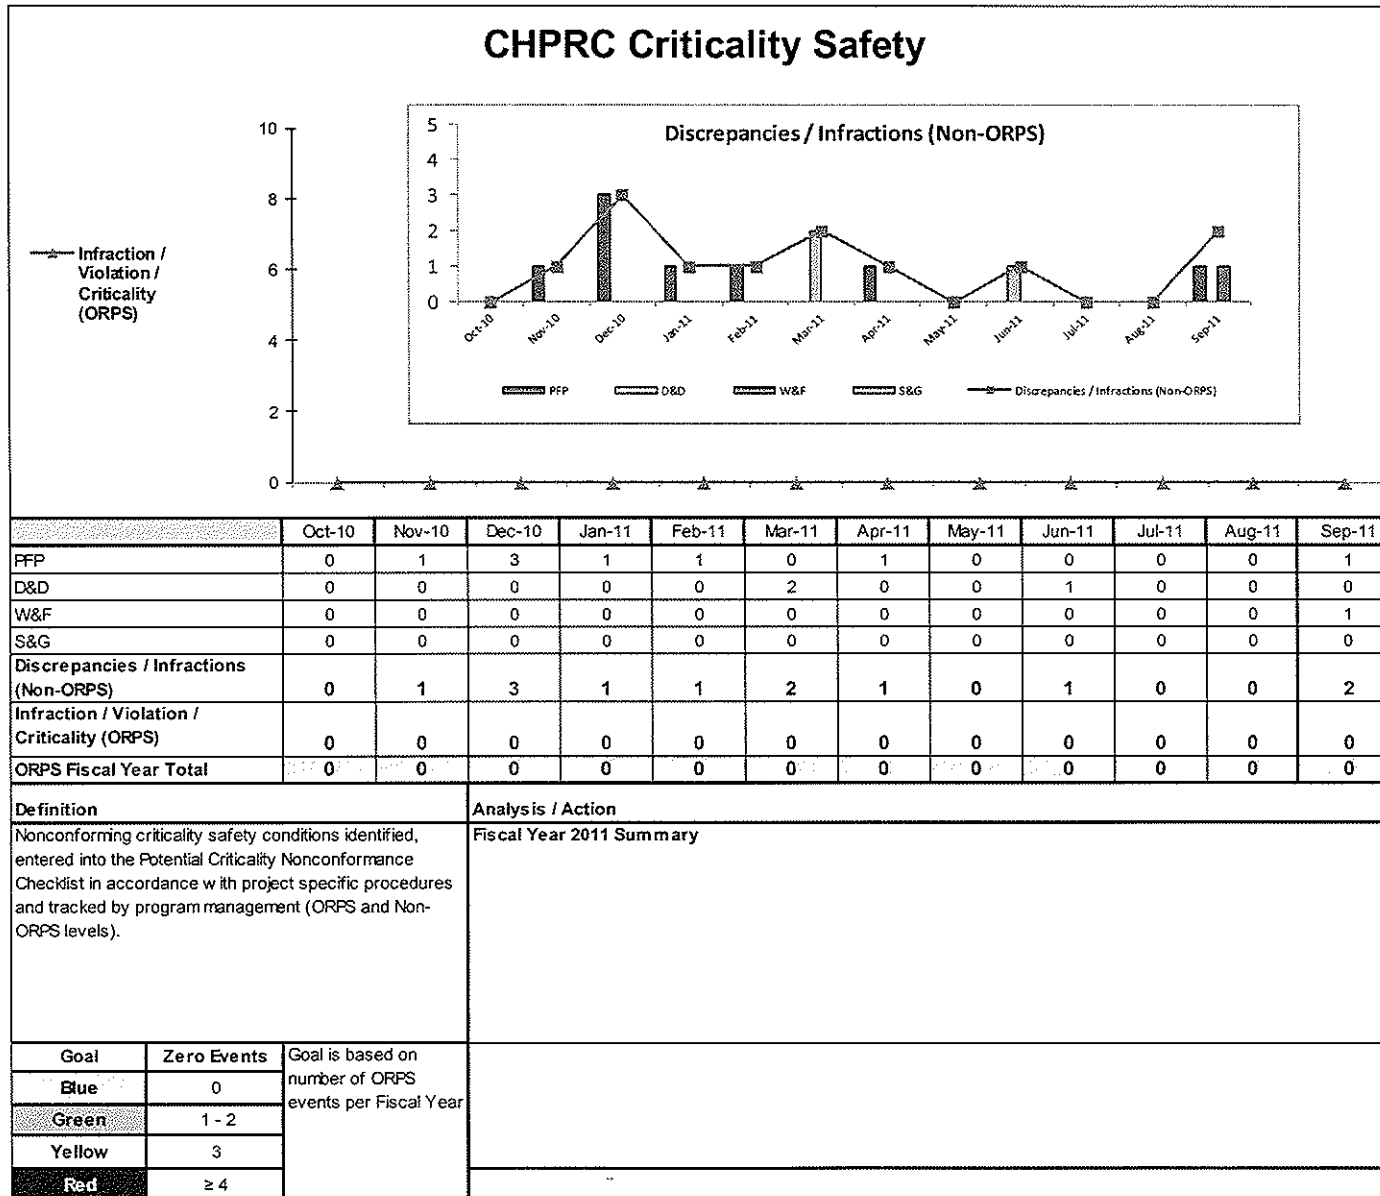 CHPRC Criticality Safety
Infraction /
Violation /
Criticality
(ORPS)
10
8
6
4
2
0
Discrepancies / Infractions (Non-ORPS)
5
4
3
2
1
0
Oct-10 Nov-10 Dec-10 Jan-11 Feb-11 Mar-11 Apr-11 May-11 Jun-11 Jul-11 Aug-11 Sep-11
PFP D&D W&F S&G Discrepancies / Infractions (Non-ORPS)
Oct-10 Nov-10 Dec-10 Jan-11 Feb-11 Mar-11 Apr-11 May-11 Jun-11 Jul-11 Aug-11 Sep-11
PFP 0 1 3 1 1 0 1 0 0 0 0 1
D&D 0 0 0 0 0 2 0 0 1 0 0 0
W&F 0 0 0 0 0 0 0 0 0 0 0 1
S&G 0 0 0 0 0 0 0 0 0 0 0 0
Discrepancies / Infractions
(Non-ORPS) 0 1 3 1 1 2 1 0 1 0 0 2
Infraction / Violation /
Criticality (ORPS) 0 0 0 0 0 0 0 0 0 0 0 0
ORPS Fiscal Year Total 0 0 0 0 0 0 0 0 0 0 0 0
Definition
Nonconforming criticality safety conditions identified,
entered into the Potential Criticality Nonconformance
Checklist in accordance with project specific procedures
and tracked by program management (ORPS and Non-
ORPS levels).
Analysis / Action
Fiscal Year 2011 Summary
Goal Zero Events
Blue 0
Green 1 - 2
Yellow 3
Red ≥ 4
Goal is based on
number of ORPS
events per Fiscal Year